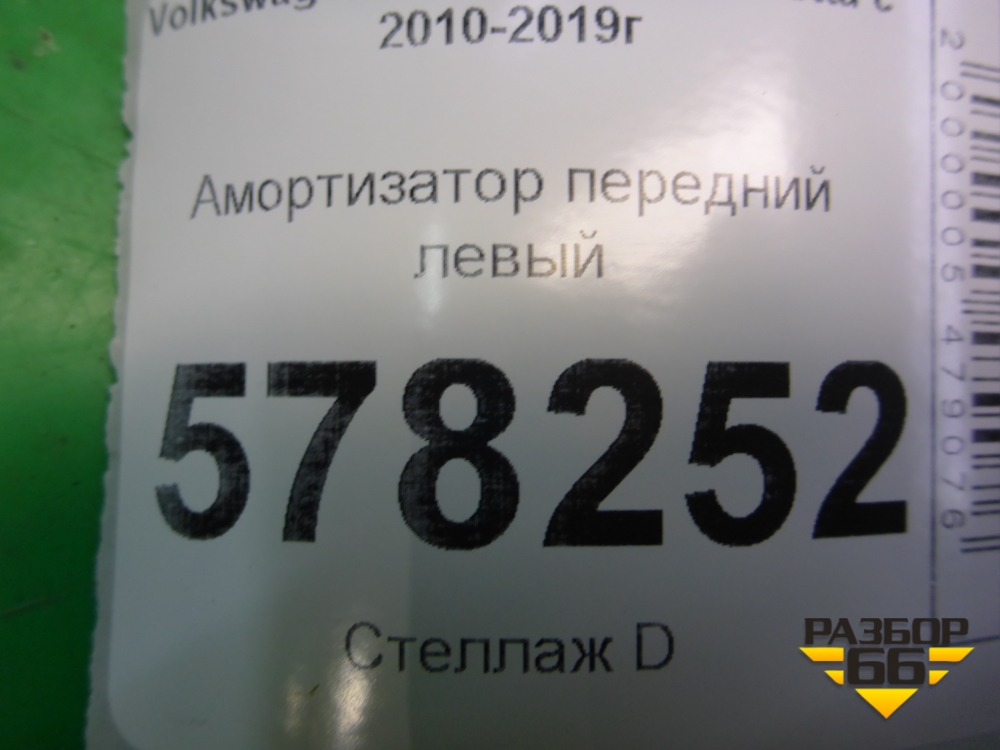 2010-2019г
Амортизатор передний
левый
578252
Стеллаж D
2000005479076
РАЗБОР
66